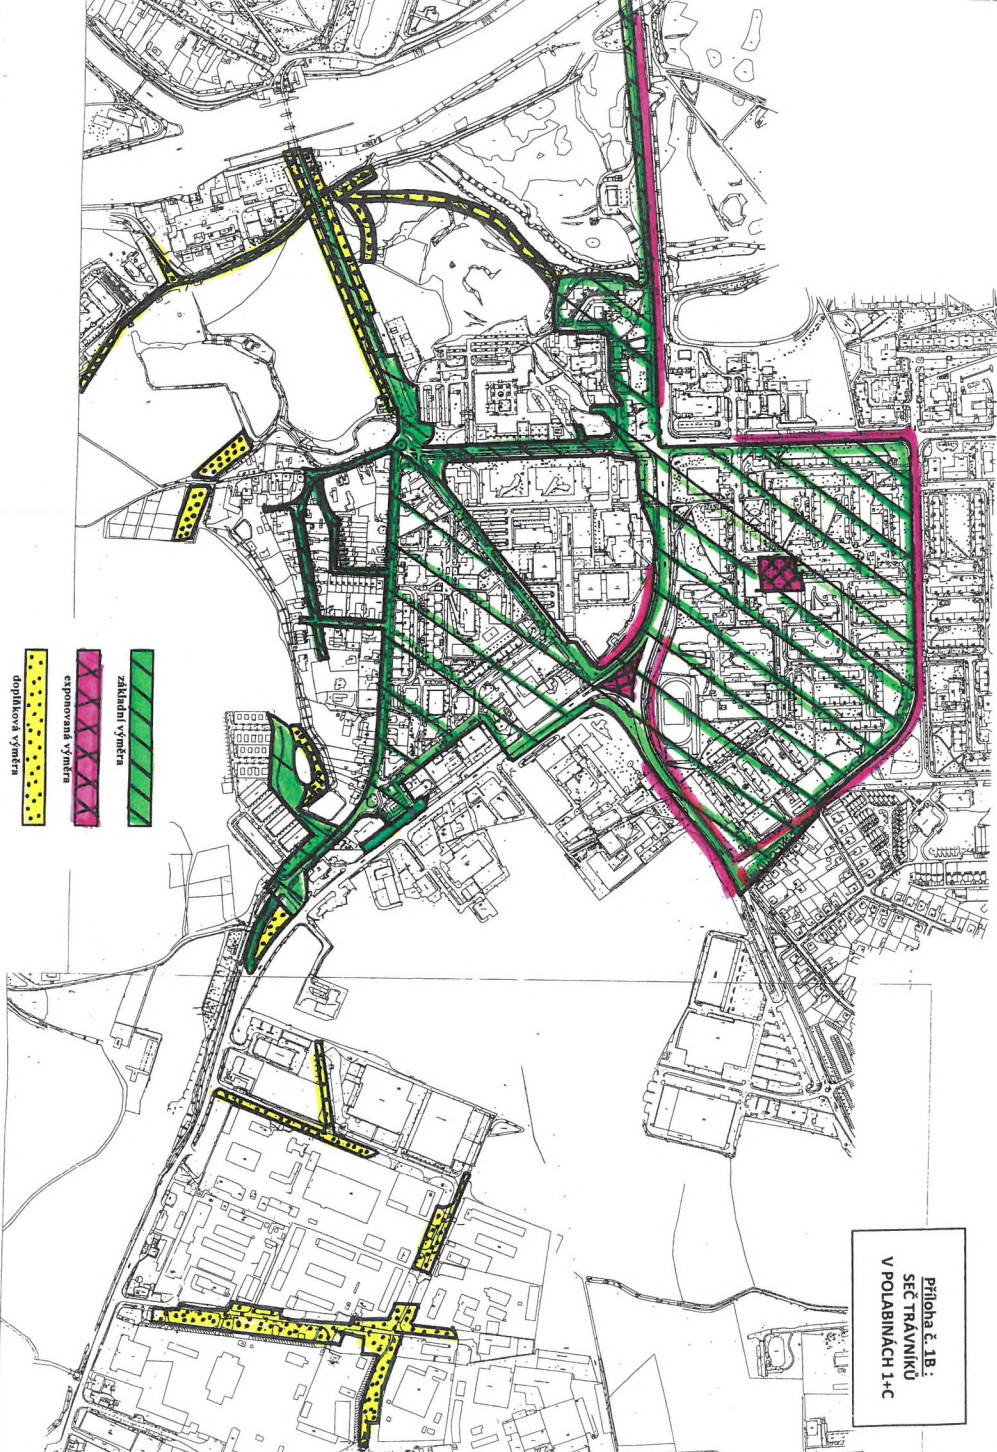 Příloha č. 1B :
SEČ TRÁVNÍKŮ
V POLABINÁCH 1+C
základní výměra
exponovaná výměra
doplňková výměra